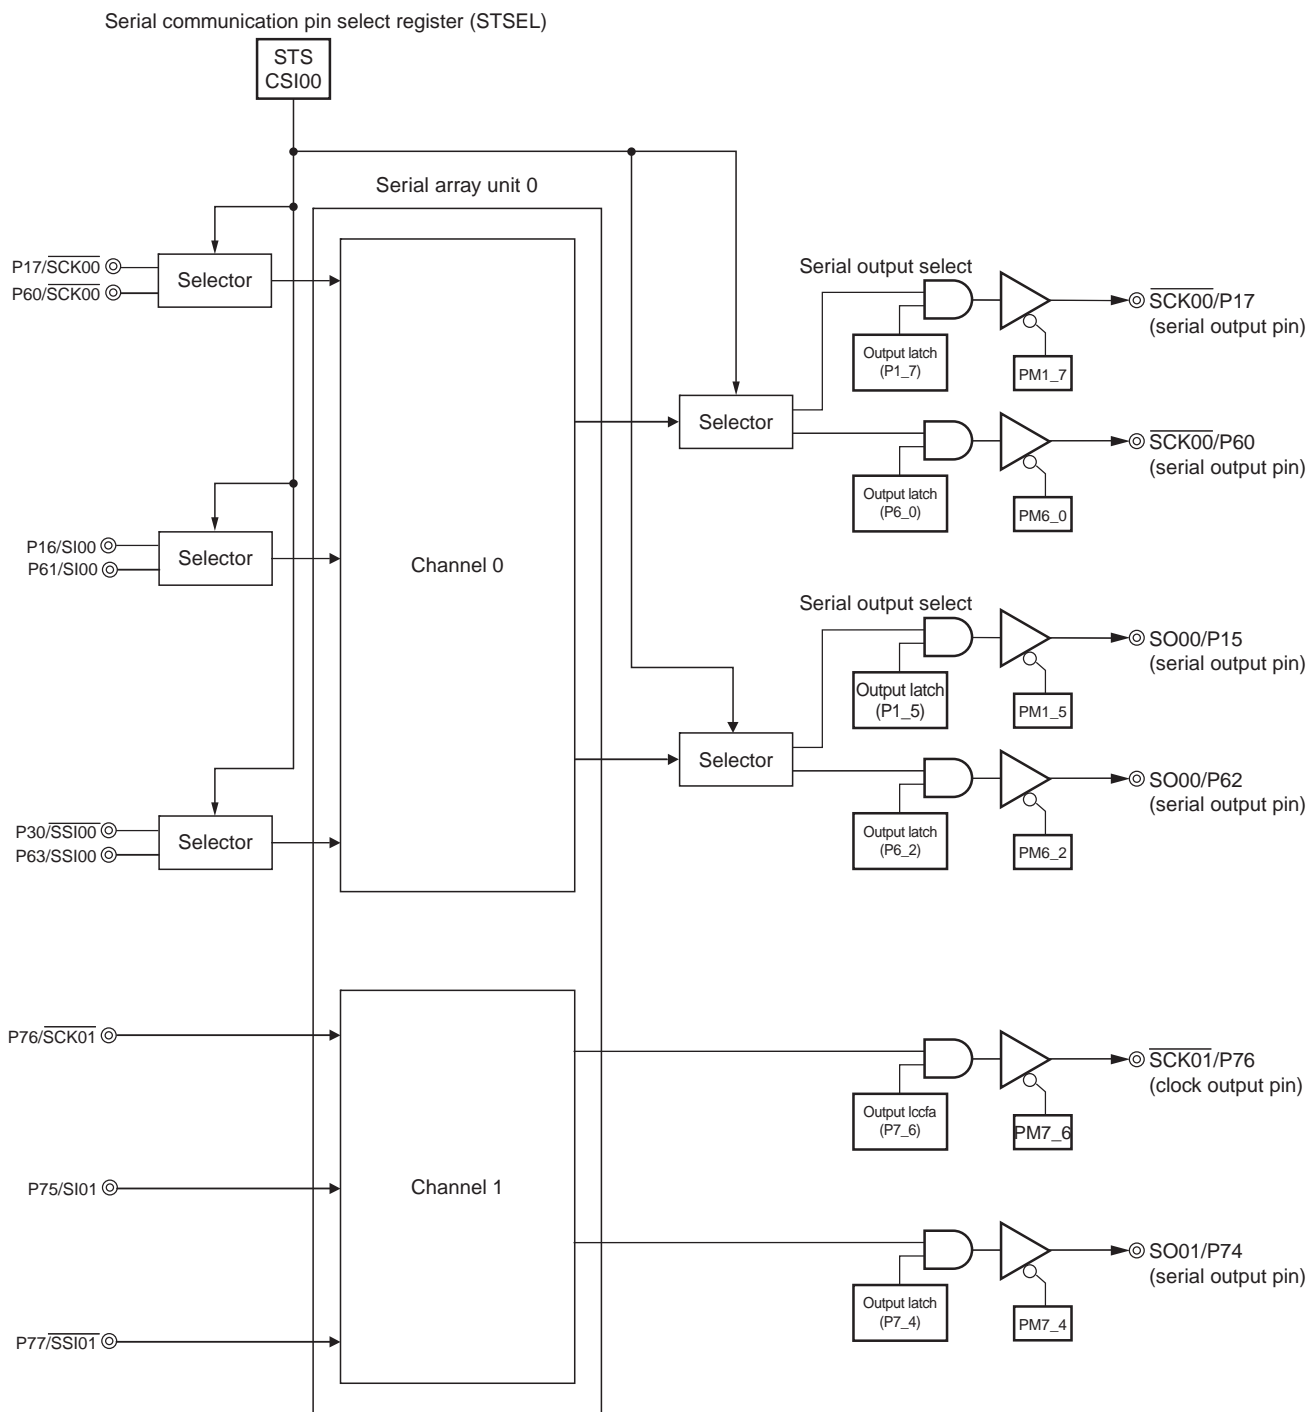 Serial communication pin select register (STSEL)
STS
CSI00
Serial array unit 0
P17/SCK00
P60/SCK00
Selector
Serial output select
SCK00/P17
(serial output pin)
Output latch
(P1_7)
PM1_7
Selector
SCK00/P60
(serial output pin)
Output latch
(P6_0)
PM6_0
P16/SI00
P61/SI00
Selector
Channel 0
Serial output select
SO00/P15
(serial output pin)
Output latch
(P1_5)
PM1_5
Selector
SO00/P62
(serial output pin)
Output latch
(P6_2)
PM6_2
P30/SSI00
P63/SSI00
Selector
P76/SCK01
SCK01/P76
(clock output pin)
Output Iccfa
(P7_6)
PM7_6
P75/SI01
Channel 1
SO01/P74
(serial output pin)
Output latch
(P7_4)
PM7_4
P77/SSI01